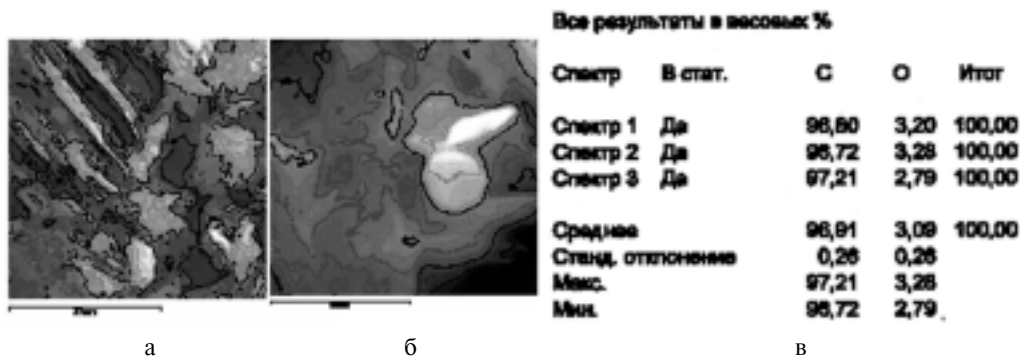 Все результаты в весовых %
Спектр В стат. C O Итог
Спектр 1 Да 96,80 3,20 100,00
Спектр 2 Да 96,72 3,28 100,00
Спектр 3 Да 97,21 2,79 100,00
Среднее 96,91 3,09 100,00
Станд. отклонение 0,26 0,26
Макс. 97,21 3,28
Мин. 96,72 2,79
а б в